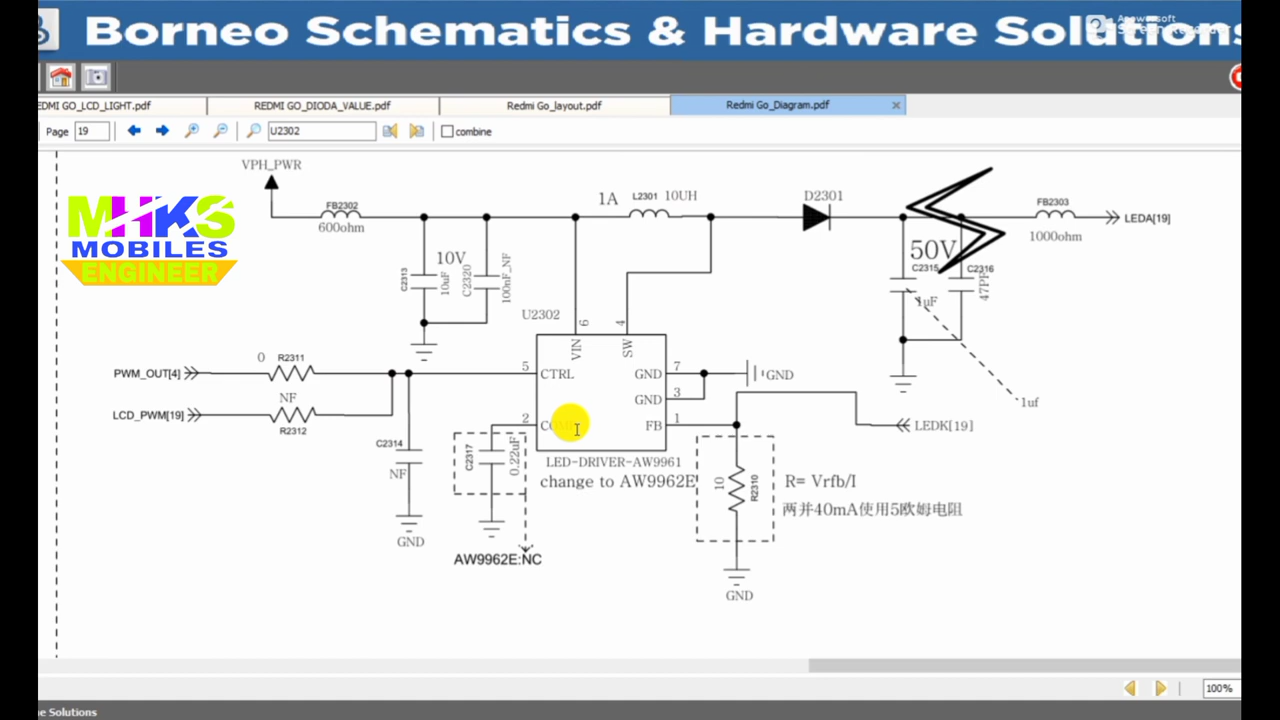 Borneo Schematics & Hardware Solutions
REDMI GO_LCD_LIGHT.pdf
REDMI GO_DIODA_VALUE.pdf
Redmi Go_layout.pdf
Redmi Go_Diagram.pdf
Page 19
U2302
combine
VPH_PWR
MHKS
MOBILES
ENGINEER
FB2302
600ohm
1A
L2301
10UH
D2301
FB2303
1000ohm
LEDA[19]
C2313
10uF
10V
C2320
100nF_NF
50V
C2315
1uF
C2316
1uf
U2302
6
VIN
4
SW
PWM_OUT[4]
0
R2311
5
CTRL
GND
7
GND
LCD_PWM[19]
NF
R2312
GND
3
2
FB
1
LEDK[19]
C2314
NF
GND
C2317
0.22uF
LED-DRIVER-AW9961
change to AW9962E
AW9962E:NC
10
R2310
R= Vrfb/I
两并40mA使用5欧姆电阻
GND
100%
e Solutions